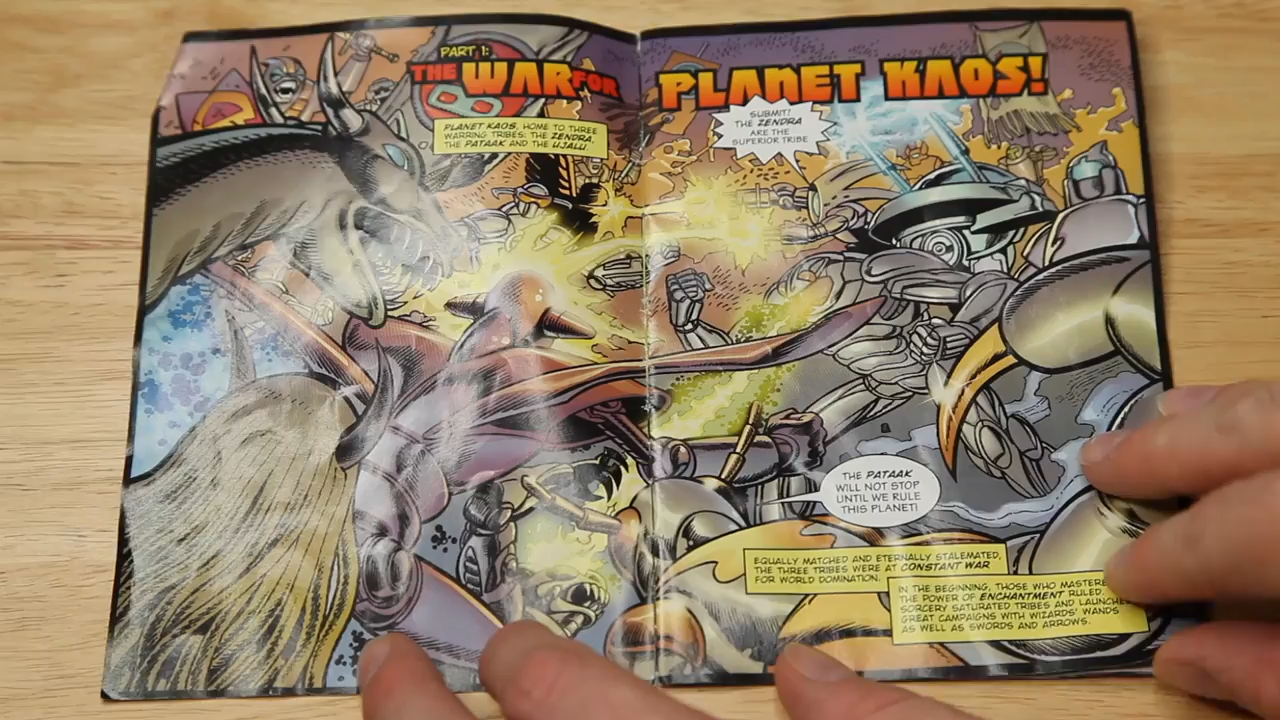 PART 1:
THE WAR FOR PLANET KAOS!
PLANET KAOS, HOME TO THREE
WARRING TRIBES: THE ZENDRA,
THE PATAAK AND THE UJALU.
SUBMIT!
THE ZENDRA
ARE THE
SUPERIOR TRIBE
THE PATAAK
WILL NOT STOP
UNTIL WE RULE
THIS PLANET!
EQUALLY MATCHED AND ETERNALLY STALEMATED,
THE THREE TRIBES WERE AT CONSTANT WAR
FOR WORLD DOMINATION.
IN THE BEGINNING, THOSE WHO MASTERE
THE POWER OF ENCHANTMENT RULED.
SORCERY SATURATED TRIBES AND LAUNCHE
GREAT CAMPAIGNS WITH WIZARDS' WANDS
AS WELL AS SWORDS AND ARROWS.